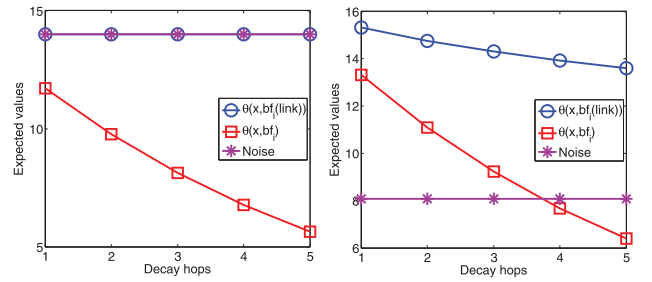 15
10
5
Expected values
1 2 3 4 5
Decay hops
θ(x,bf_i(link))
θ(x,bf_i)
Noise
16
14
12
10
8
6
Expected values
1 2 3 4 5
Decay hops
θ(x,bf_i(link))
θ(x,bf_i)
Noise